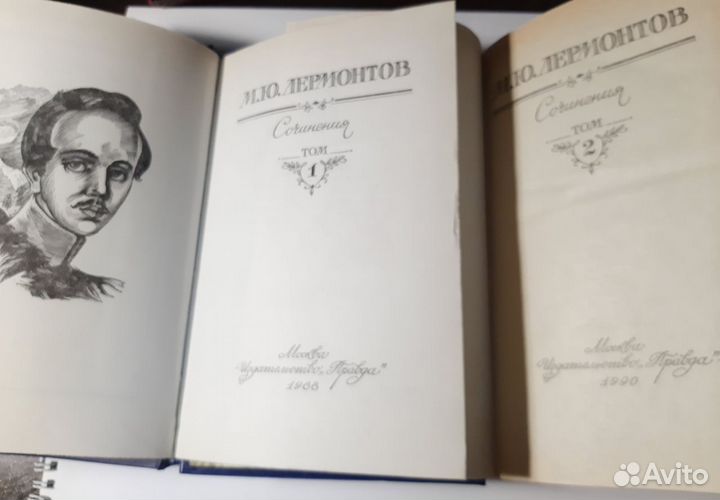 М.Ю.ЛЕРМОНТОВ
Сочинения
ТОМ
1
Москва
Издательство „Правда"
1988
М.Ю.ЛЕРМОНТОВ
Сочинения
ТОМ
2
Москва
Издательство „Правда"
1990
Avito